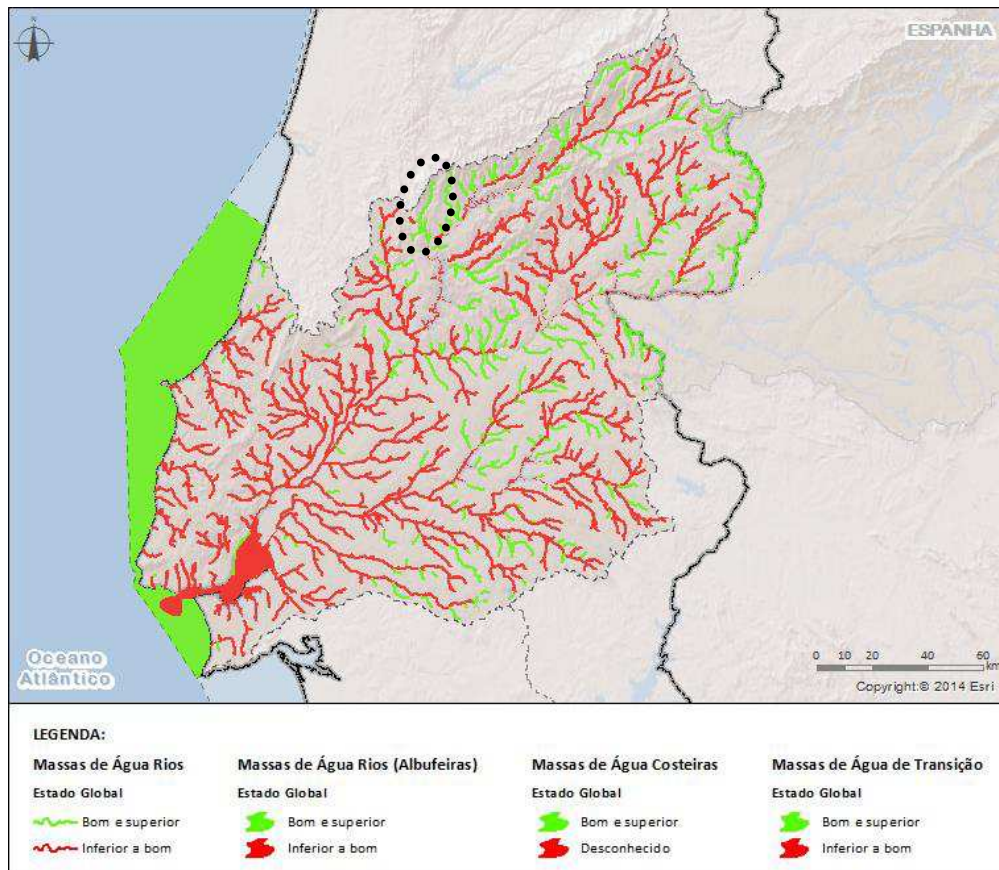 N
ESPANHA
Oceano
Atlântico
0 10 20 40 60
km
Copyright:© 2014 Esri
LEGENDA:
Massas de Água Rios
Estado Global
Bom e superior
Inferior a bom
Massas de Água Rios (Albufeiras)
Estado Global
Bom e superior
Inferior a bom
Massas de Água Costeiras
Estado Global
Bom e superior
Desconhecido
Massas de Água de Transição
Estado Global
Bom e superior
Inferior a bom